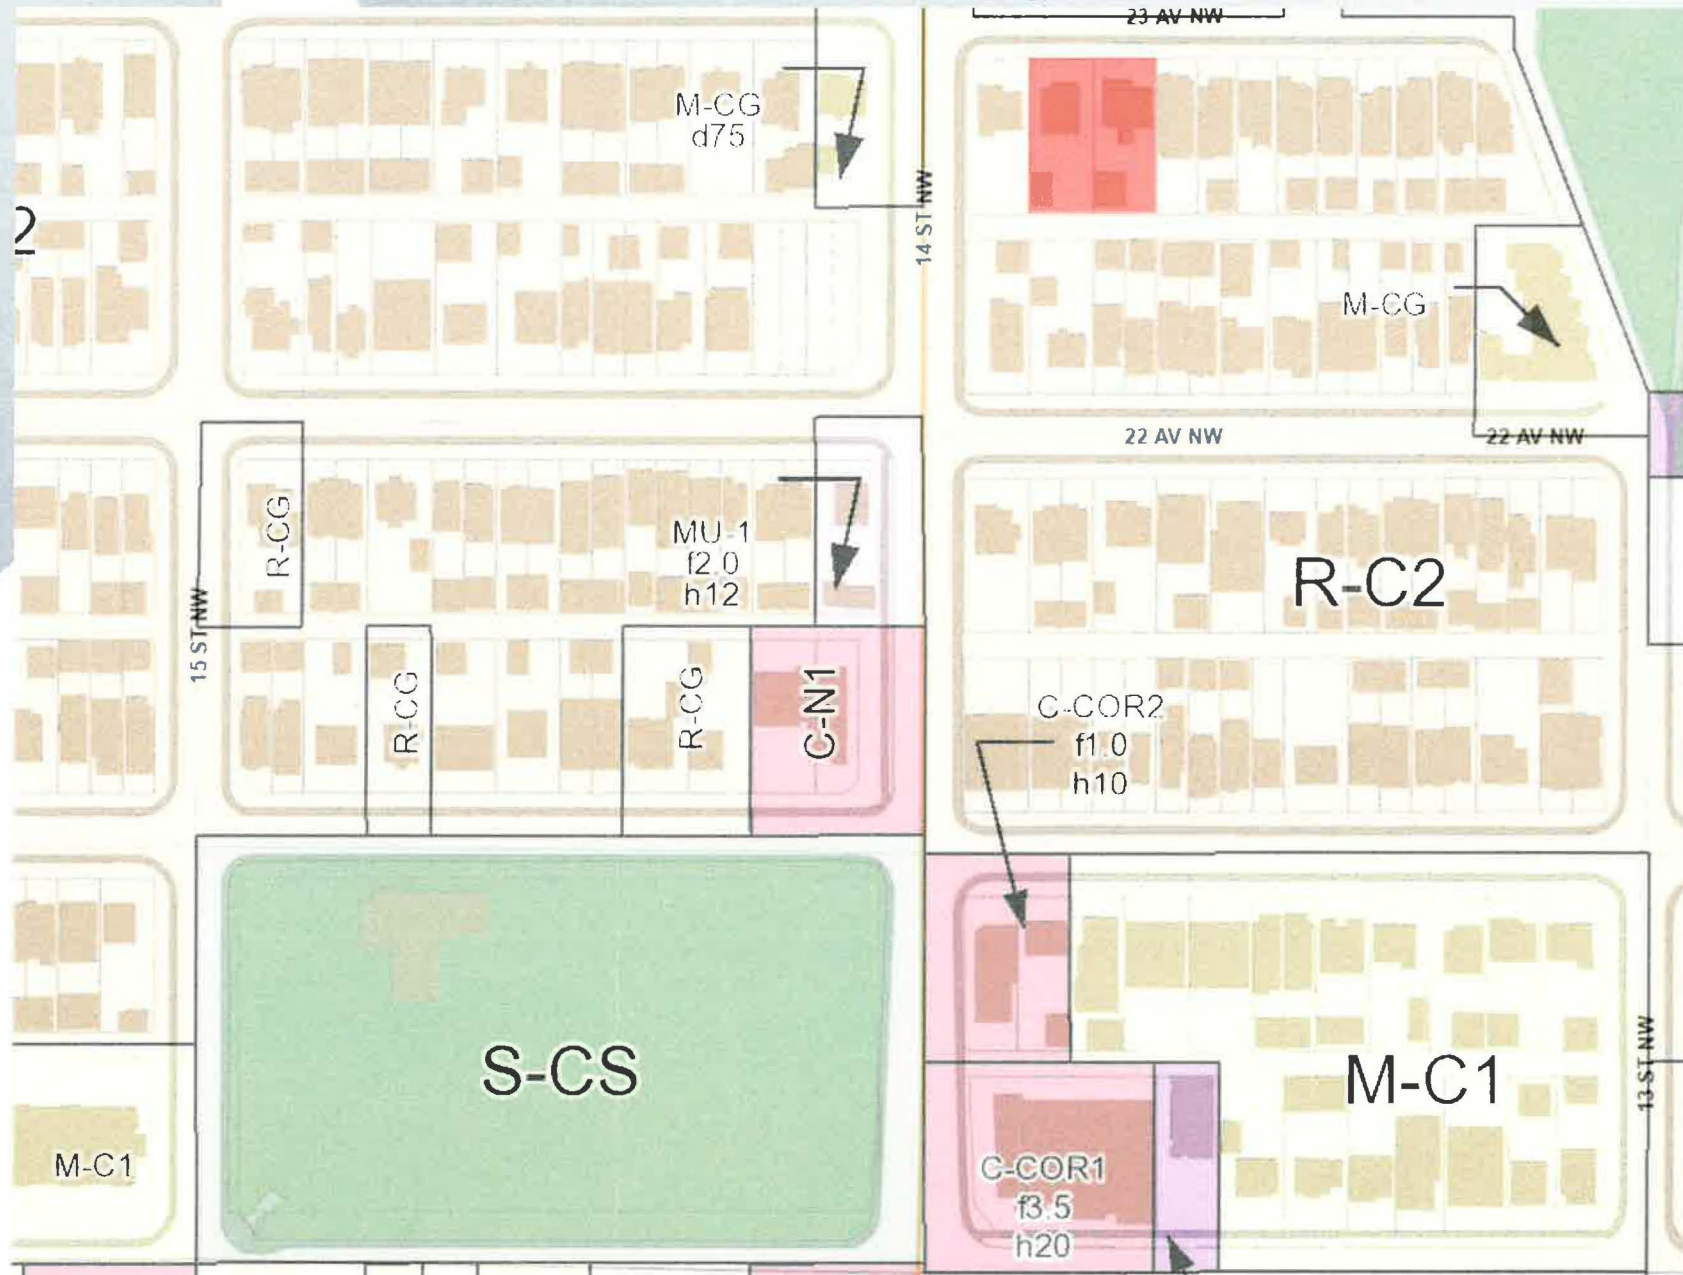 23 AV NW
M-CG
d75
14 ST NW
2
M-CG
22 AV NW
22 AV NW
R-CG
MU-1
f2.0
h12
R-C2
15 ST NW
R-CG
R-CG
C-N1
C-COR2
f1.0
h10
S-CS
M-C1
13 ST NW
M-C1
C-COR1
f3.5
h20